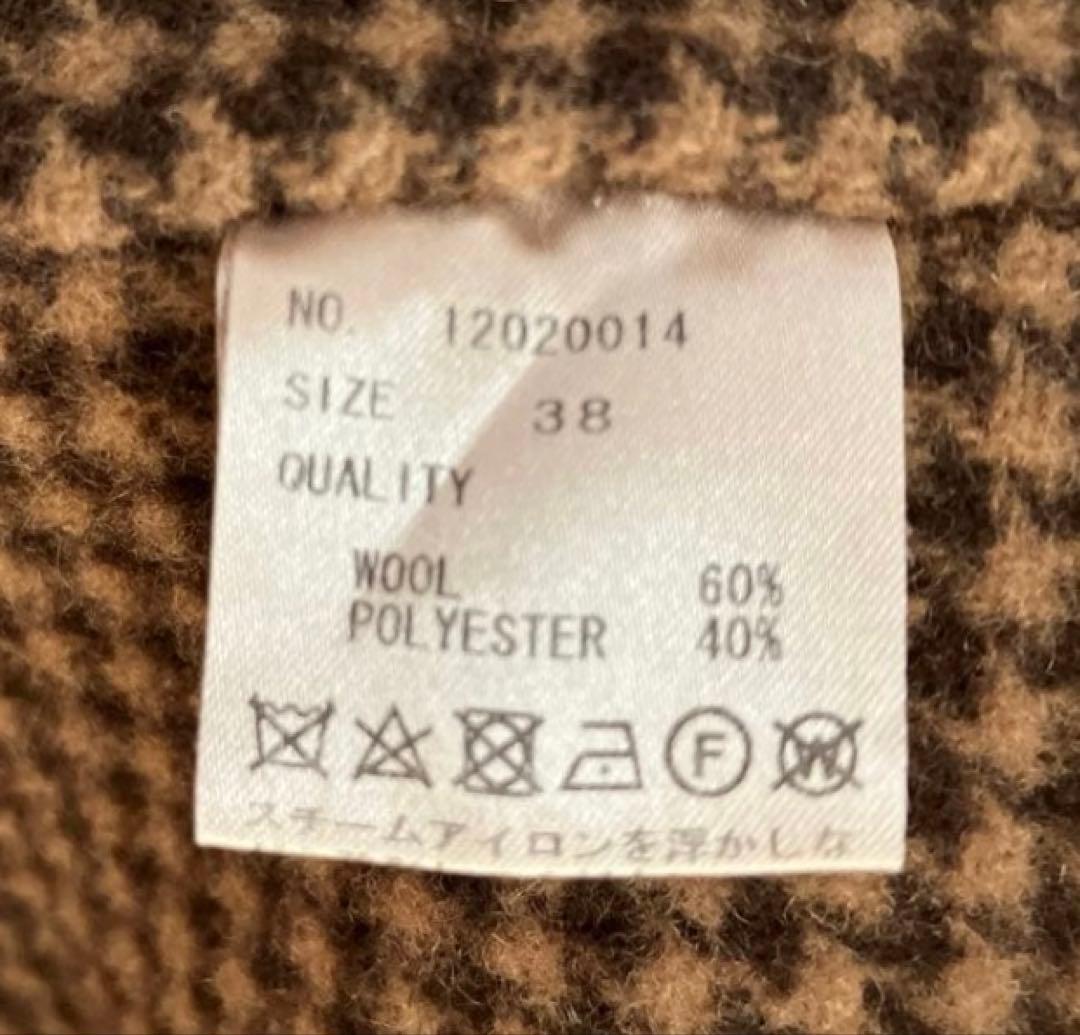 NO. 12020014
SIZE 38
QUALITY
WOOL 60%
POLYESTER 40%
F W
スチームアイロンを浮かしな